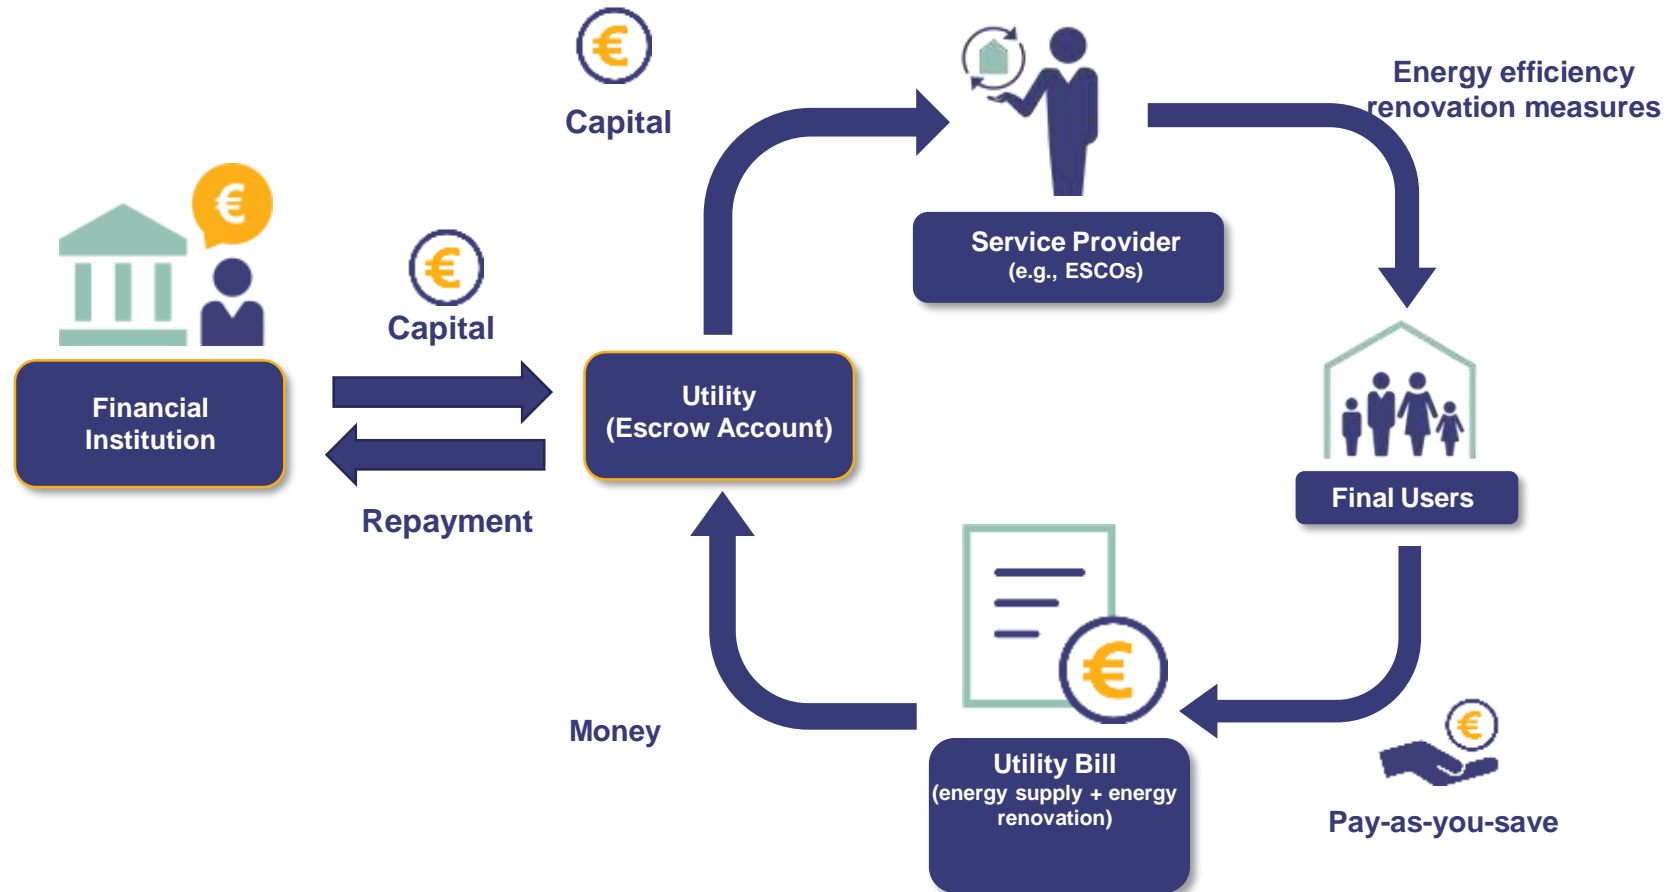 €
Capital
Energy efficiency
renovation measures
€
€
Capital
Service Provider
(e.g., ESCOs)
Financial
Institution
Utility
(Escrow Account)
Repayment
Final Users
€
Money
Utility Bill
(energy supply + energy
renovation)
€
Pay-as-you-save